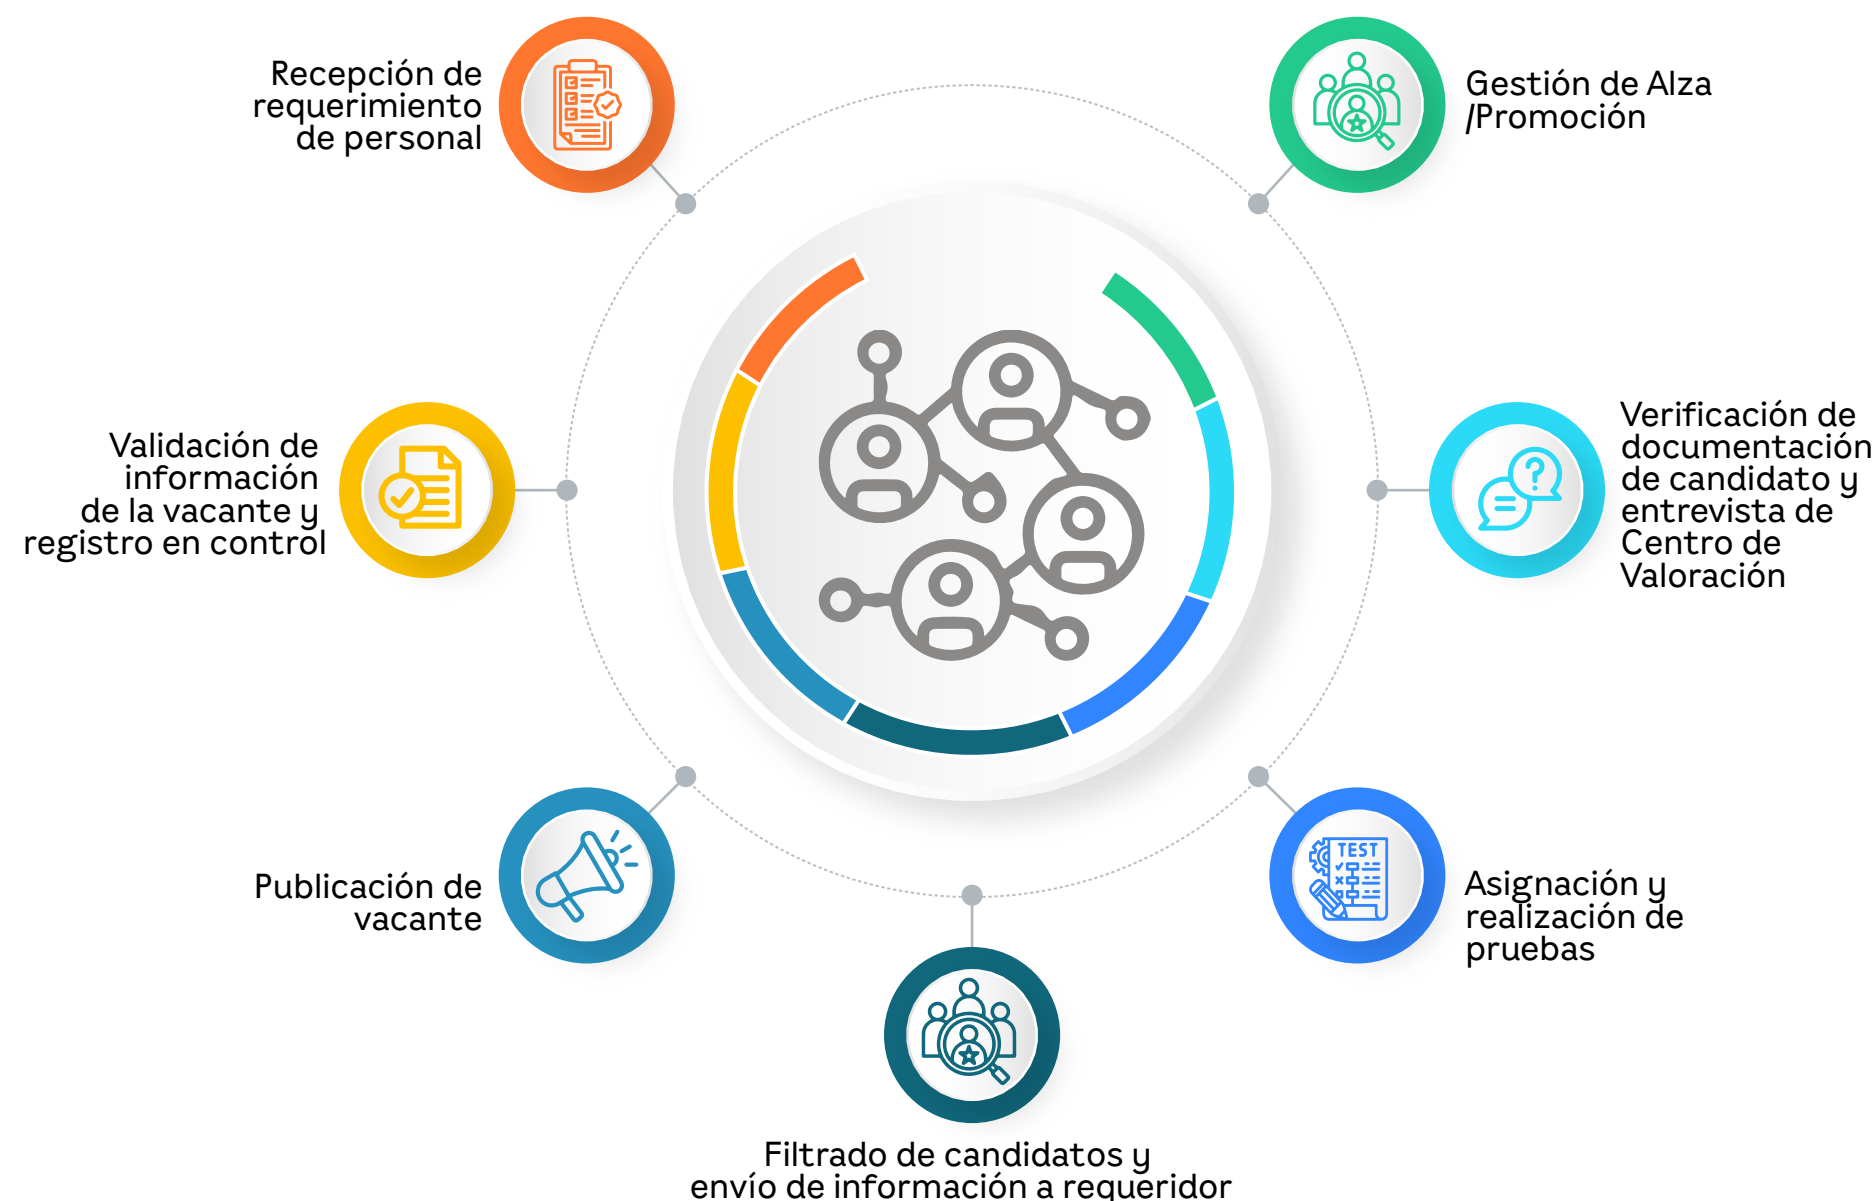 Recepción de
requerimiento
de personal
Validación de
información
de la vacante y
registro en control
Publicación de
vacante
Filtrado de candidatos y
envío de información a requeridor
Asignación y
realización de
pruebas
TEST
Verificación de
documentación
de candidato y
entrevista de
Centro de
Valoración
Gestión de Alza
/Promoción